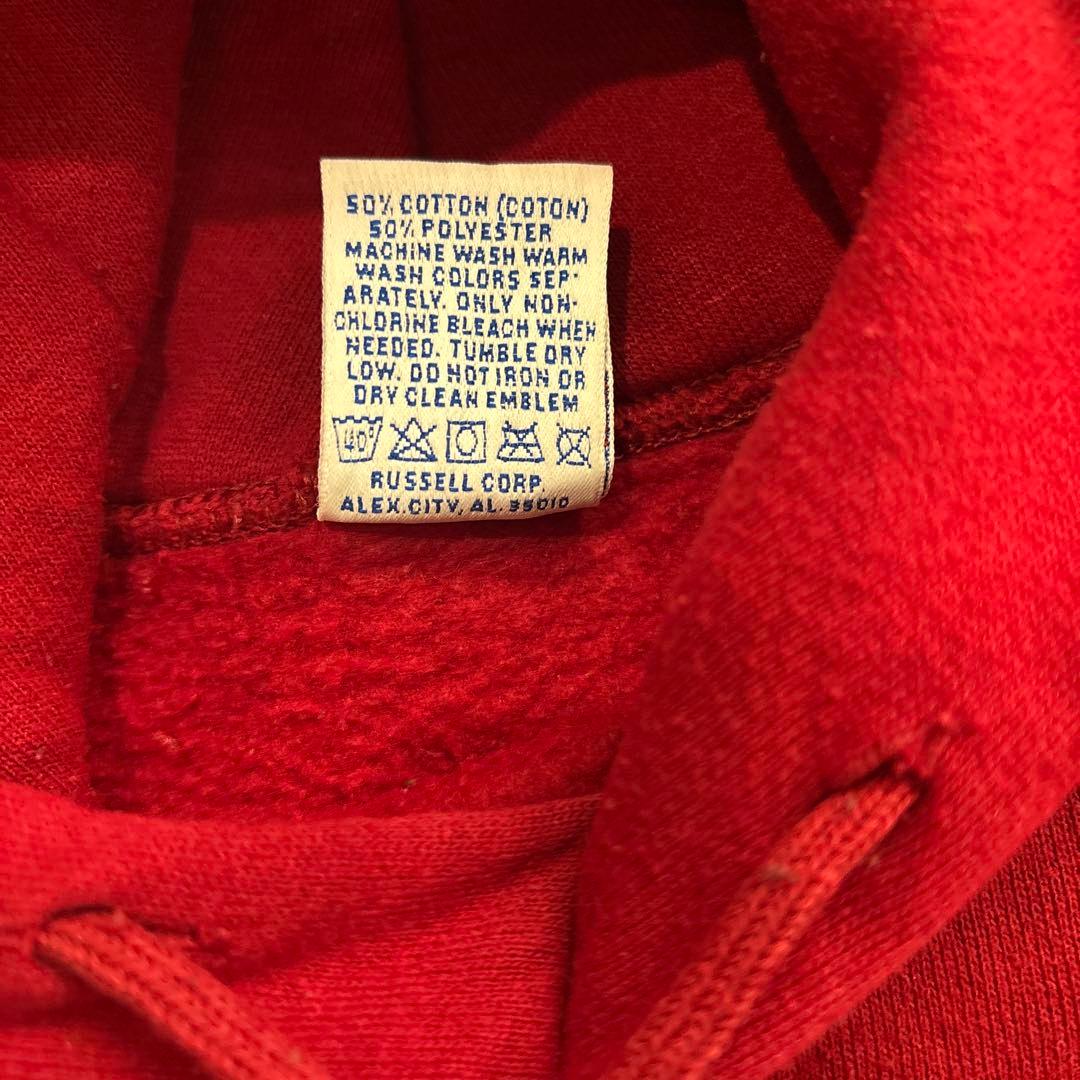 50% COTTON (COTON)
50% POLYESTER
MACHINE WASH WARM
WASH COLORS SEP-
ARATELY. ONLY NON-
CHLORINE BLEACH WHEN
NEEDED. TUMBLE DRY
LOW. DO NOT IRON OR
DRY CLEAN EMBLEM
40°
RUSSELL CORP.
ALEX.CITY, AL. 35010